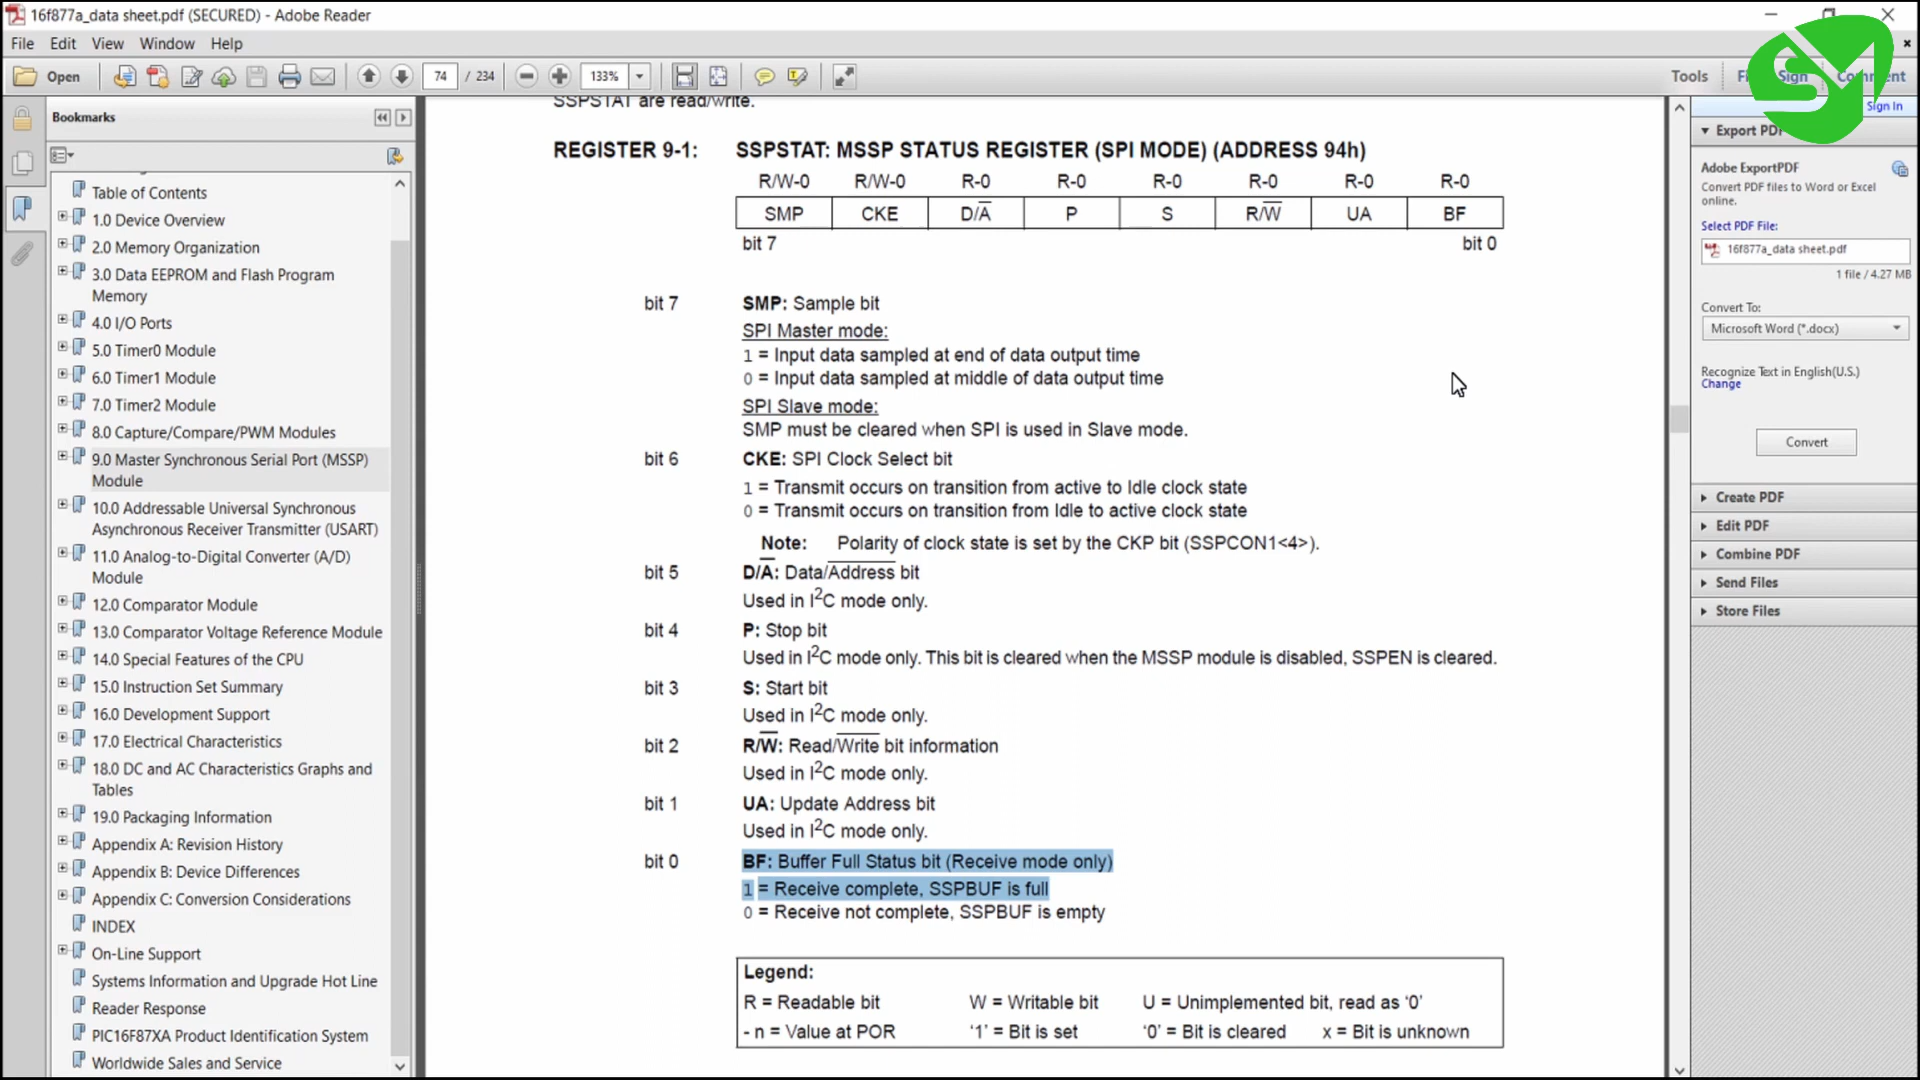 16f877a_data sheet.pdf (SECURED) - Adobe Reader
File Edit View Window Help
Open 74 / 234 133% Tools Sign Comment
Sign In
Bookmarks
Table of Contents
1.0 Device Overview
2.0 Memory Organization
3.0 Data EEPROM and Flash Program
Memory
4.0 I/O Ports
5.0 Timer0 Module
6.0 Timer1 Module
7.0 Timer2 Module
8.0 Capture/Compare/PWM Modules
9.0 Master Synchronous Serial Port (MSSP)
Module
10.0 Addressable Universal Synchronous
Asynchronous Receiver Transmitter (USART)
11.0 Analog-to-Digital Converter (A/D)
Module
12.0 Comparator Module
13.0 Comparator Voltage Reference Module
14.0 Special Features of the CPU
15.0 Instruction Set Summary
16.0 Development Support
17.0 Electrical Characteristics
18.0 DC and AC Characteristics Graphs and
Tables
19.0 Packaging Information
Appendix A: Revision History
Appendix B: Device Differences
Appendix C: Conversion Considerations
INDEX
On-Line Support
Systems Information and Upgrade Hot Line
Reader Response
PIC16F87XA Product Identification System
Worldwide Sales and Service
SSPSTAT are read/write.
REGISTER 9-1: SSPSTAT: MSSP STATUS REGISTER (SPI MODE) (ADDRESS 94h)
R/W-0 R/W-0 R-0 R-0 R-0 R-0 R-0 R-0
SMP CKE D/A̅ P S R/W̅ UA BF
bit 7 bit 0
bit 7 SMP: Sample bit
SPI Master mode:
1 = Input data sampled at end of data output time
0 = Input data sampled at middle of data output time
SPI Slave mode:
SMP must be cleared when SPI is used in Slave mode.
bit 6 CKE: SPI Clock Select bit
1 = Transmit occurs on transition from active to Idle clock state
0 = Transmit occurs on transition from Idle to active clock state
Note: Polarity of clock state is set by the CKP bit (SSPCON1<4>).
bit 5 D/A̅: Data/Address bit
Used in I²C mode only.
bit 4 P: Stop bit
Used in I²C mode only. This bit is cleared when the MSSP module is disabled, SSPEN is cleared.
bit 3 S: Start bit
Used in I²C mode only.
bit 2 R/W̅: Read/Write bit information
Used in I²C mode only.
bit 1 UA: Update Address bit
Used in I²C mode only.
bit 0 BF: Buffer Full Status bit (Receive mode only)
1 = Receive complete, SSPBUF is full
0 = Receive not complete, SSPBUF is empty
Legend:
R = Readable bit W = Writable bit U = Unimplemented bit, read as ‘0’
- n = Value at POR ‘1’ = Bit is set ‘0’ = Bit is cleared x = Bit is unknown
Export PDF
Adobe ExportPDF
Convert PDF files to Word or Excel
online.
Select PDF File:
16f877a_data sheet.pdf
1 file / 4.27 MB
Convert To:
Microsoft Word (*.docx)
Recognize Text in English(U.S.)
Change
Convert
Create PDF
Edit PDF
Combine PDF
Send Files
Store Files
SM